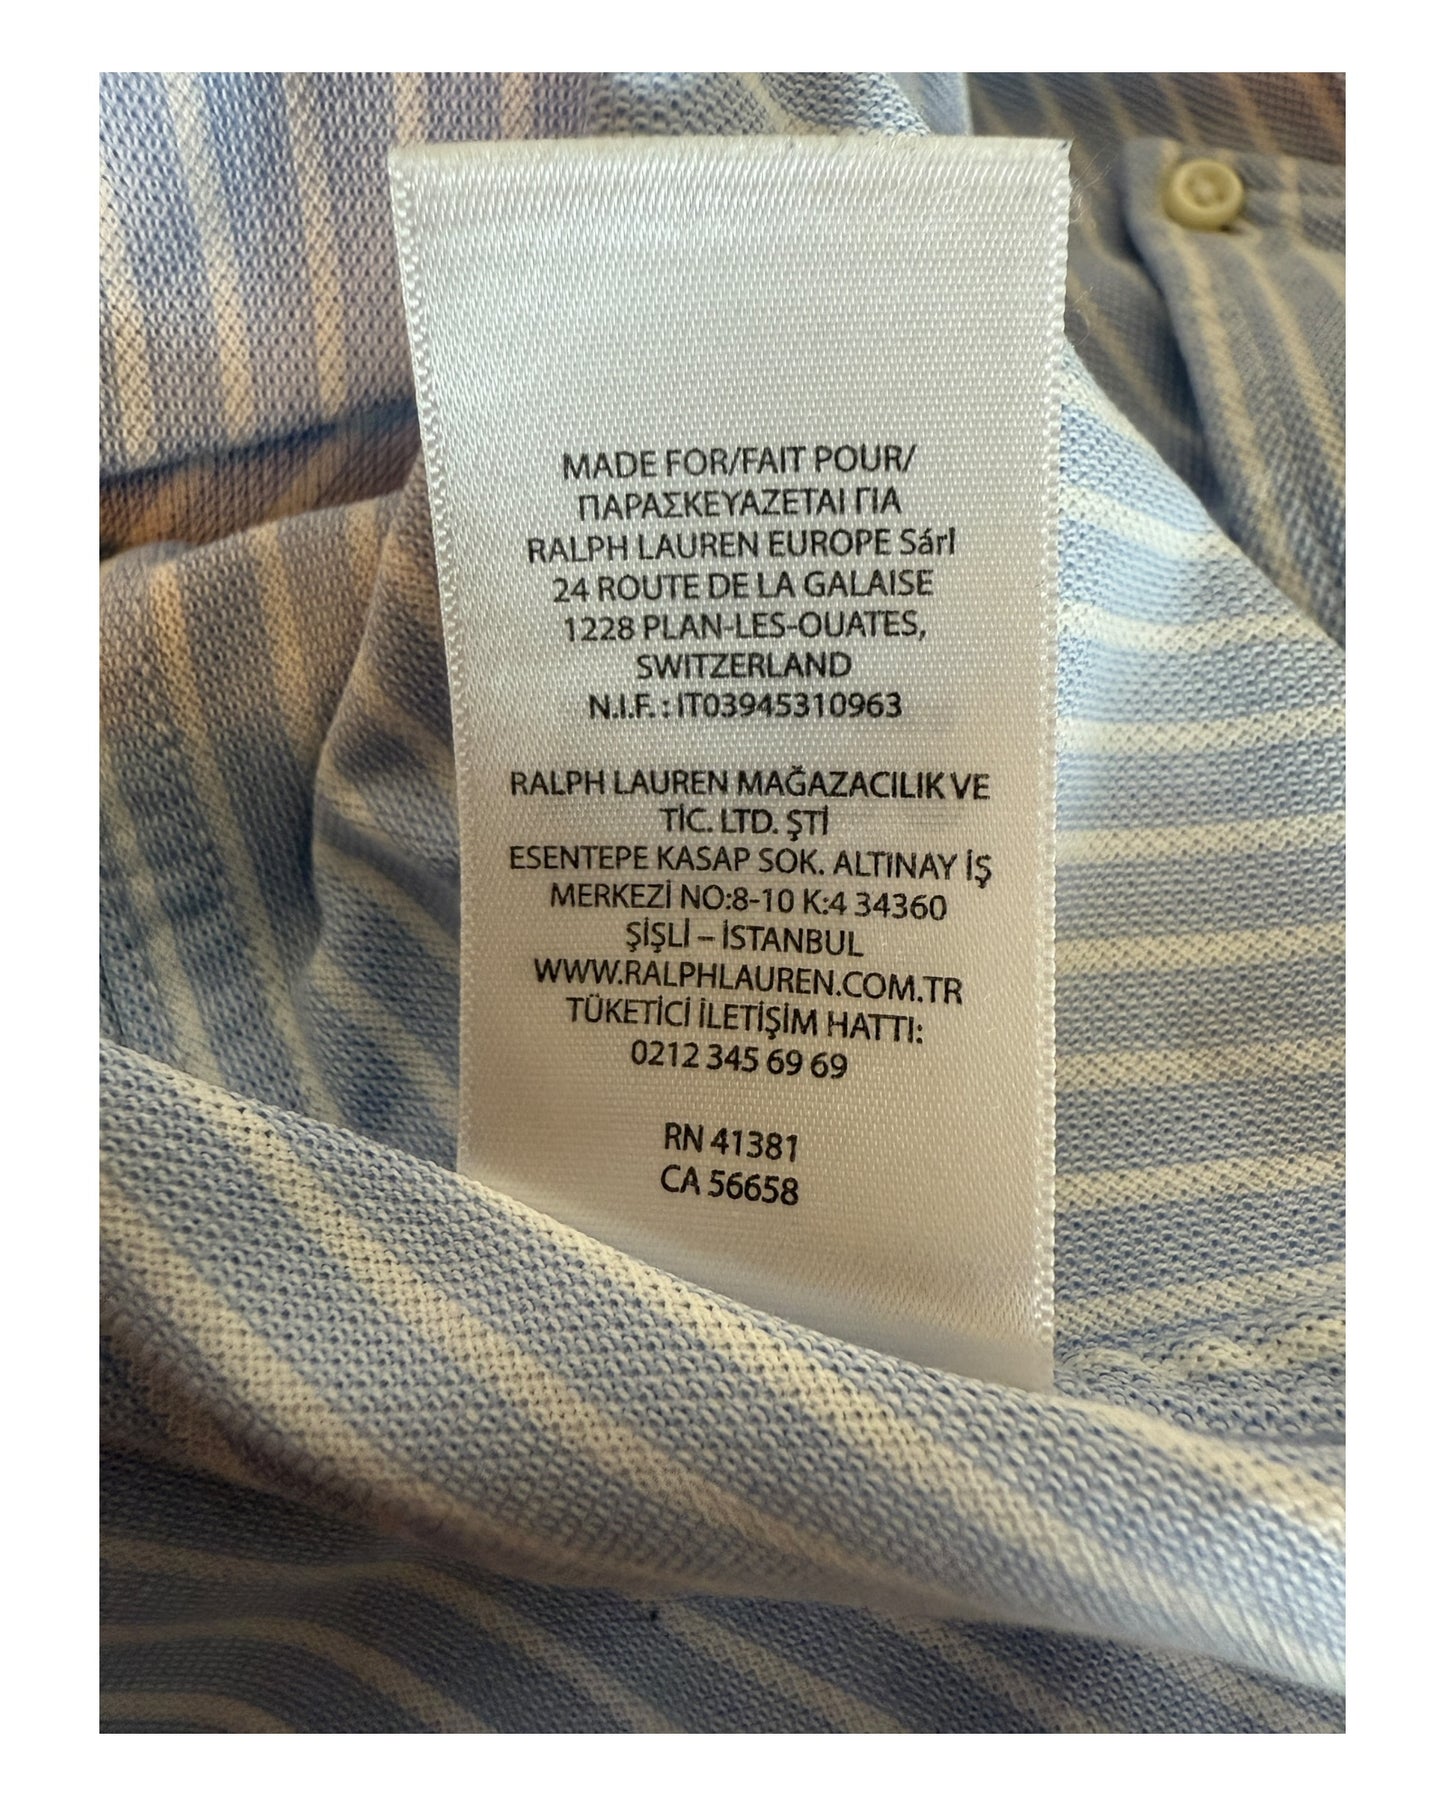 MADE FOR/FAIT POUR/
ΠΑΡΑΣΚΕΥΑΖΕΤΑΙ ΓΙΑ
RALPH LAUREN EUROPE Sárl
24 ROUTE DE LA GALAISE
1228 PLAN-LES-OUATES,
SWITZERLAND
N.I.F. : IT03945310963
RALPH LAUREN MAĞAZACILIK VE
TİC. LTD. ŞTİ
ESENTEPE KASAP SOK. ALTINAY İŞ
MERKEZİ NO:8-10 K:4 34360
ŞİŞLİ – İSTANBUL
WWW.RALPHLAUREN.COM.TR
TÜKETİCİ İLETİŞİM HATTI:
0212 345 69 69
RN 41381
CA 56658